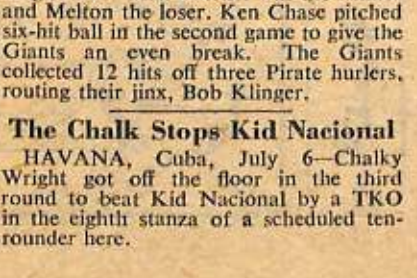 and Melton the loser. Ken Chase pitched
six-hit ball in the second game to give the
Giants an even break. The Giants
collected 12 hits off three Pirate hurlers,
routing their jinx, Bob Klinger.
The Chalk Stops Kid Nacional
HAVANA, Cuba, July 6—Chalky
Wright got off the floor in the third
round to beat Kid Nacional by a TKO
in the eighth stanza of a scheduled ten-
rounder here.